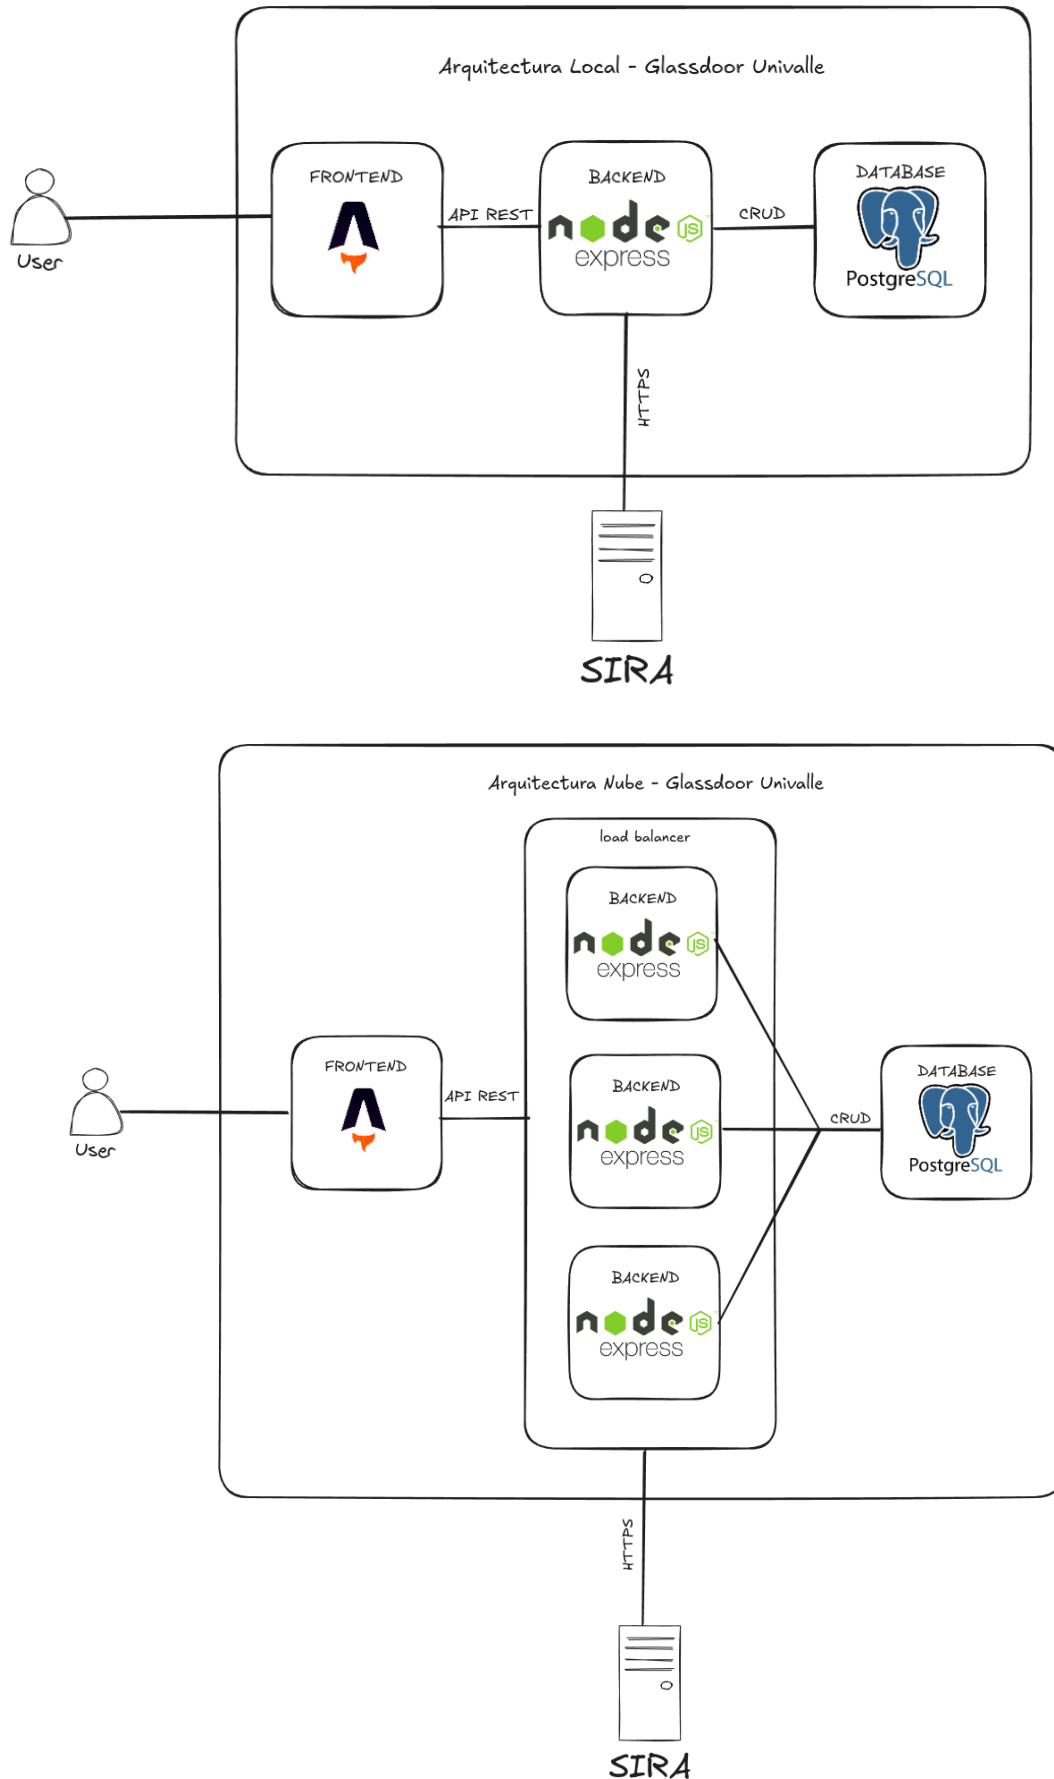 Arquitectura Local - Glassdoor Univalle
FRONTEND
API REST
BACKEND
node JS
express
CRUD
DATABASE
PostgreSQL
User
HTTPS
SIRA
Arquitectura Nube - Glassdoor Univalle
load balancer
BACKEND
node JS
express
FRONTEND
API REST
BACKEND
node JS
express
CRUD
DATABASE
PostgreSQL
User
BACKEND
node JS
express
HTTPS
SIRA